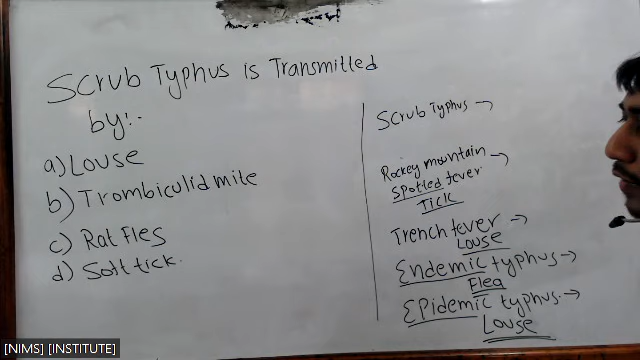 Scrub Typhus is Transmitted
by:-
a) Louse
b) Trombiculid mite
c) Rat Fles
d) Soft tick.
Scrub Typhus →
Rockey mountain →
Spotled fever
Tick
Trench fever →
Louse
Endemic typhus →
Flea
Epidemic typhus →
Louse
[NIMS] [INSTITUTE]